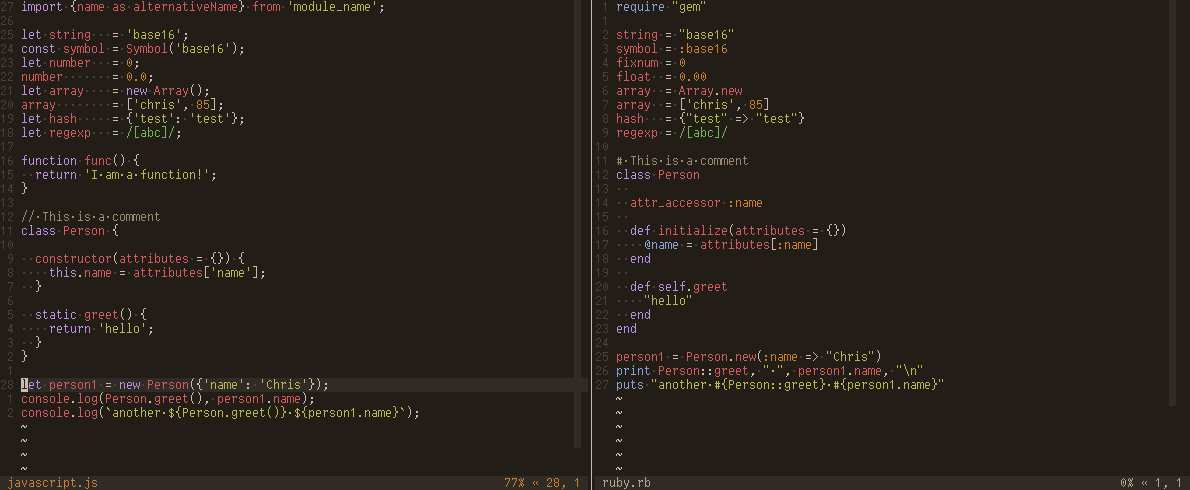 27 import {name as alternativeName} from 'module_name';
26
25 let string   = 'base16';
24 const symbol = Symbol('base16');
23 let number   = 0;
22 number       = 0.0;
21 let array    = new Array();
20 array        = ['chris', 85];
19 let hash     = {'test': 'test'};
18 let regexp   = /[abc]/;
17
16 function func() {
15   return 'I am a function!';
14 }
13
12 // This is a comment
11 class Person {
10
9   constructor(attributes = {}) {
8     this.name = attributes['name'];
7   }
6
5   static greet() {
4     return 'hello';
3   }
2 }
1
28 let person1 = new Person({'name': 'Chris'});
1 console.log(Person.greet(), person1.name);
2 console.log(`another ${Person.greet()} ${person1.name}`);
~
~
~
~
javascript.js 77% « 28, 1
1 require "gem"
1
2 string = "base16"
3 symbol = :base16
4 fixnum = 0
5 float  = 0.00
6 array  = Array.new
7 array  = ['chris', 85]
8 hash   = {"test" => "test"}
9 regexp = /[abc]/
10
11 # This is a comment
12 class Person
13
14   attr_accessor :name
15
16   def initialize(attributes = {})
17     @name = attributes[:name]
18   end
19
20   def self.greet
21     "hello"
22   end
23 end
24
25 person1 = Person.new(:name => "Chris")
26 print Person::greet, " ", person1.name, "\n"
27 puts "another #{Person::greet} #{person1.name}"
~
~
~
~
~
~
ruby.rb 0% « 1, 1